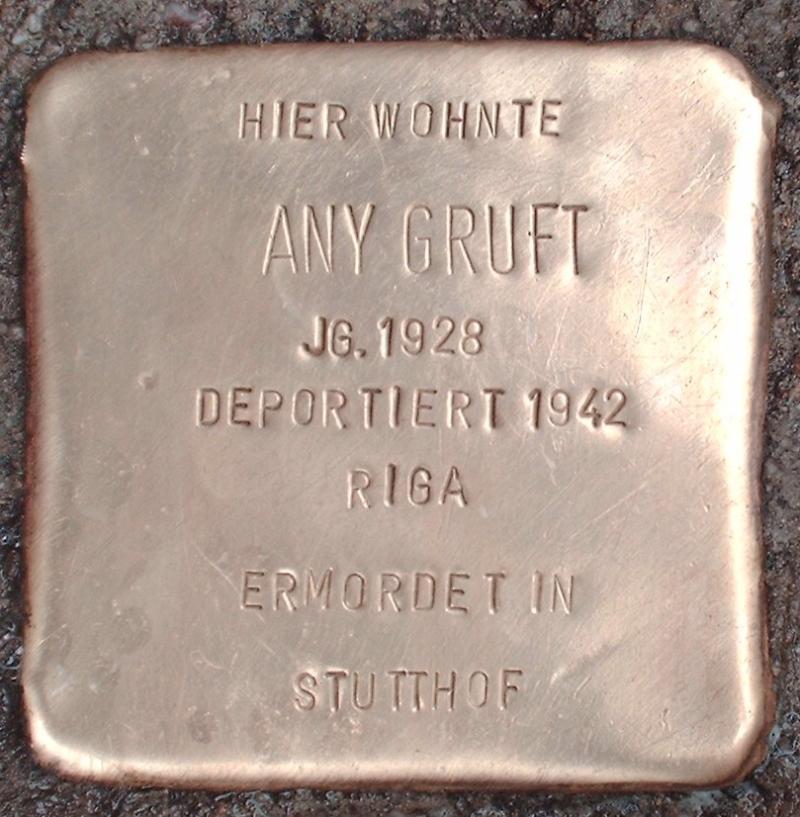 HIER WOHNTE
ANY GRUFT
JG. 1928
DEPORTIERT 1942
RIGA
ERMORDET IN
STUTTHOF